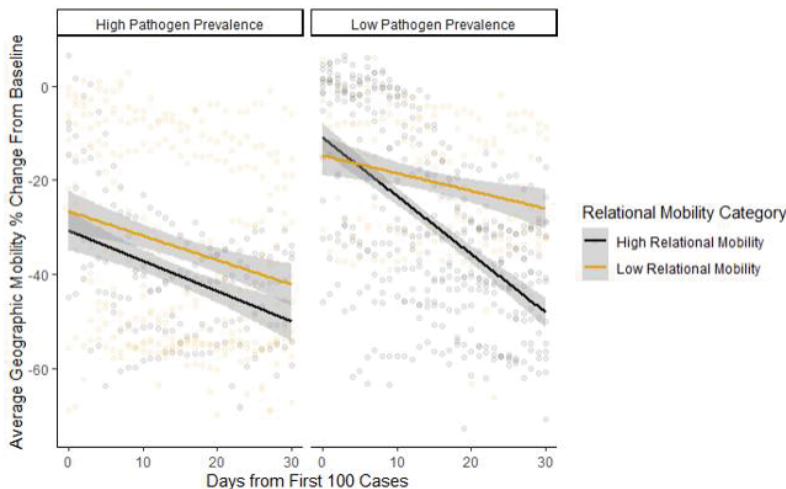 High Pathogen Prevalence
Low Pathogen Prevalence
Average Geographic Mobility % Change From Baseline
0
-20
-40
-60
0
10
20
30
0
10
20
30
Days from First 100 Cases
Relational Mobility Category
High Relational Mobility
Low Relational Mobility